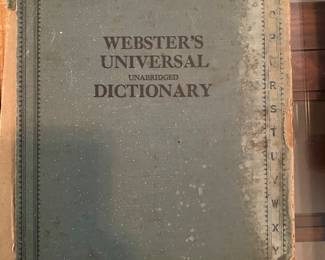 WEBSTER'S
UNIVERSAL
UNABRIDGED
DICTIONARY
R
S
T
U
V
W
X
Y